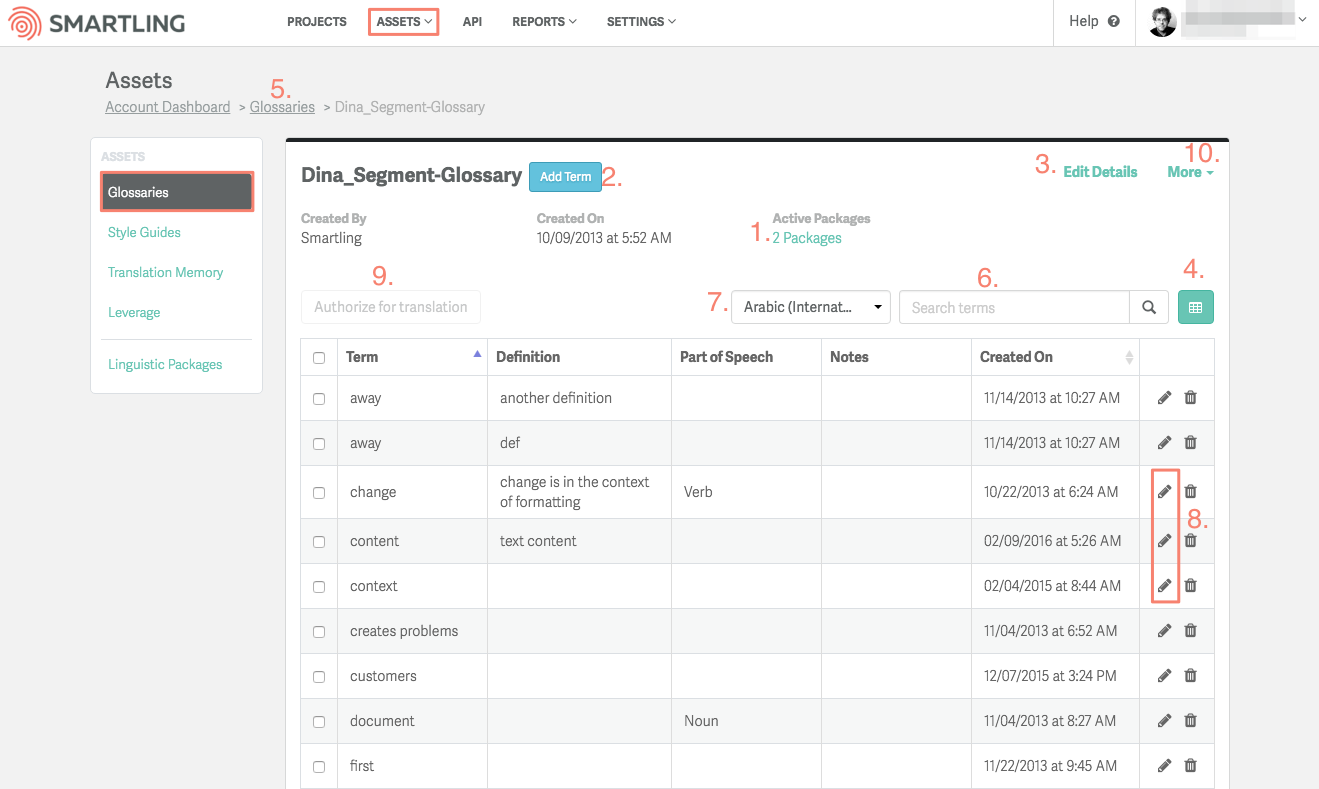 SMARTLING PROJECTS ASSETS API REPORTS SETTINGS Help ?
Assets
5.
Account Dashboard > Glossaries > Dina_Segment-Glossary
ASSETS
Glossaries
Style Guides
Translation Memory
Leverage
Linguistic Packages
Dina_Segment-Glossary Add Term 2. 3. Edit Details 10. More
Created By Created On Active Packages
Smartling 10/09/2013 at 5:52 AM 1. 2 Packages
9. 6. 4.
Authorize for translation 7. Arabic (Internat... Search terms
Term Definition Part of Speech Notes Created On
away another definition 11/14/2013 at 10:27 AM
away def 11/14/2013 at 10:27 AM
change change is in the context of formatting Verb 10/22/2013 at 6:24 AM
8.
content text content 02/09/2016 at 5:26 AM
context 02/04/2015 at 8:44 AM
creates problems 11/04/2013 at 6:52 AM
customers 12/07/2015 at 3:24 PM
document Noun 11/04/2013 at 8:27 AM
first 11/22/2013 at 9:45 AM